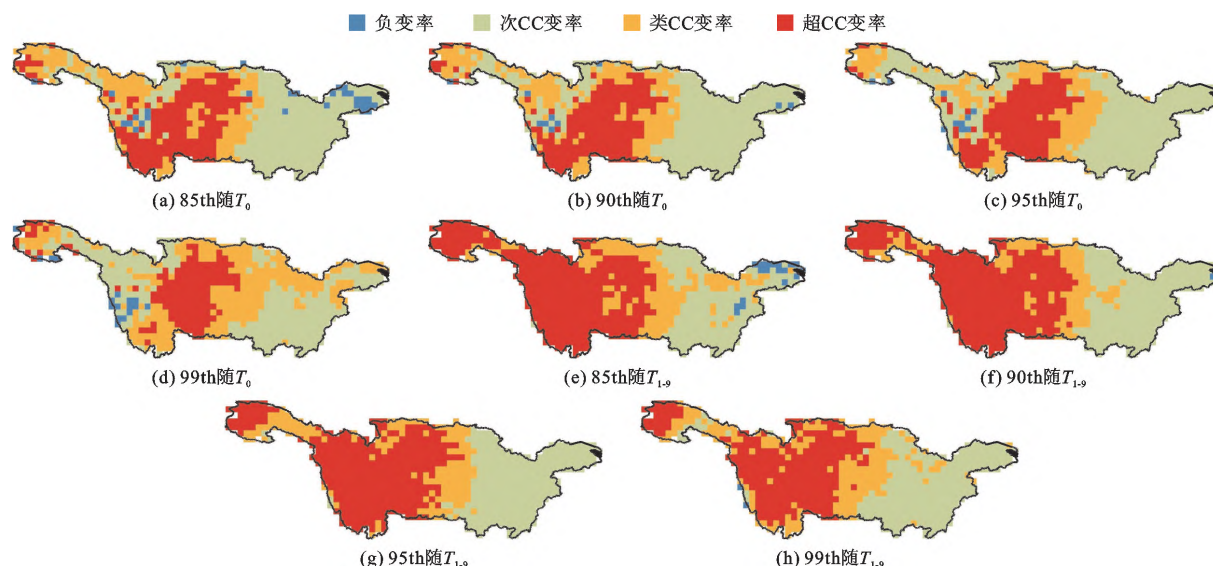 负变率 次CC变率 类CC变率 超CC变率
(a) 85th随T₀ (b) 90th随T₀ (c) 95th随T₀
(d) 99th随T₀ (e) 85th随T₁₋₉ (f) 90th随T₁₋₉
(g) 95th随T₁₋₉ (h) 99th随T₁₋₉